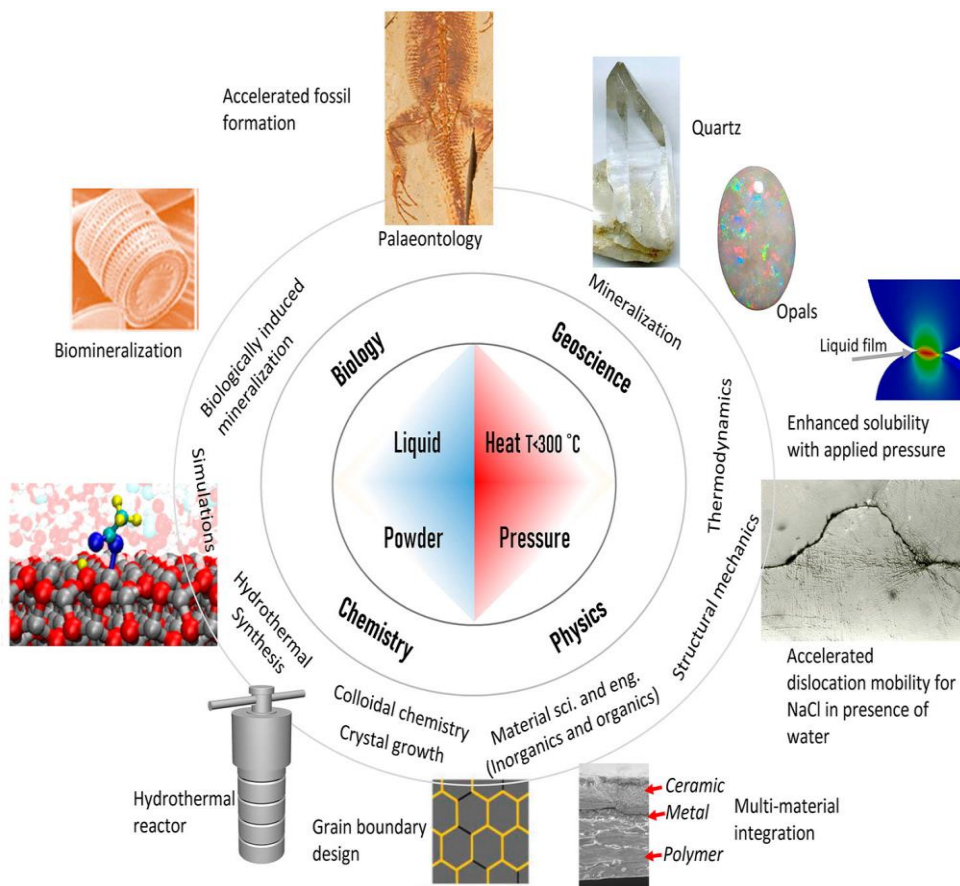 Accelerated fossil
formation
Palaeontology
Quartz
Opals
Mineralization
Biomineralization
Biologically induced
mineralization
Biology
Geoscience
Liquid film
Enhanced solubility
with applied pressure
Thermodynamics
Liquid
Heat T<300 °C
Powder
Pressure
Simulations
Structural mechanics
Chemistry
Physics
Hydrothermal
Synthesis
Colloidal chemistry
Crystal growth
Material sci. and eng.
(Inorganics and organics)
Accelerated
dislocation mobility for
NaCl in presence of
water
Hydrothermal
reactor
Grain boundary
design
Ceramic
Metal
Polymer
Multi-material
integration